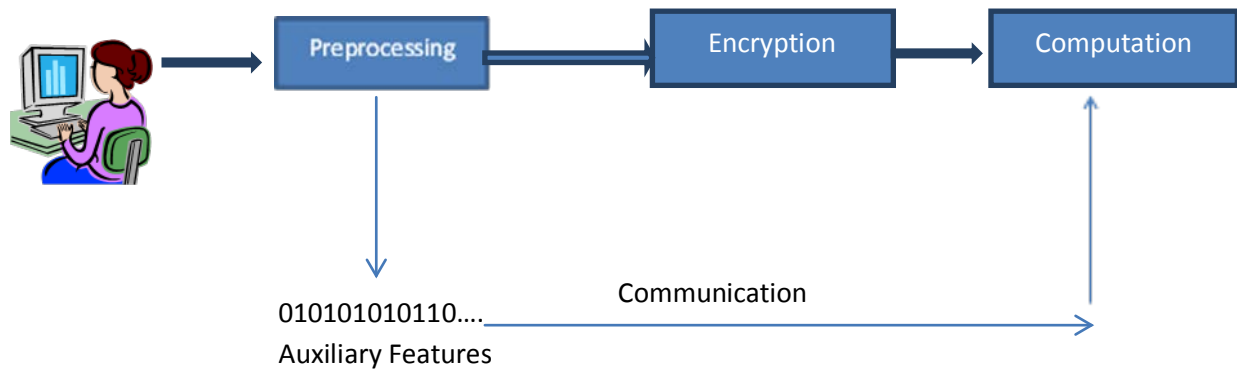 Preprocessing
Encryption
Computation
Communication
010101010110....
Auxiliary Features